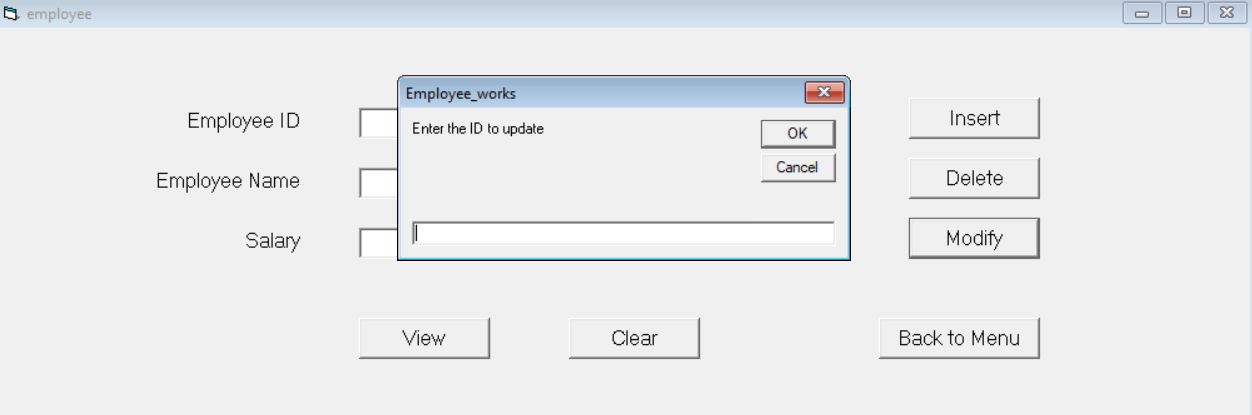 employee
Employee_works
Enter the ID to update
OK
Cancel
Employee ID
Employee Name
Salary
Insert
Delete
Modify
View
Clear
Back to Menu